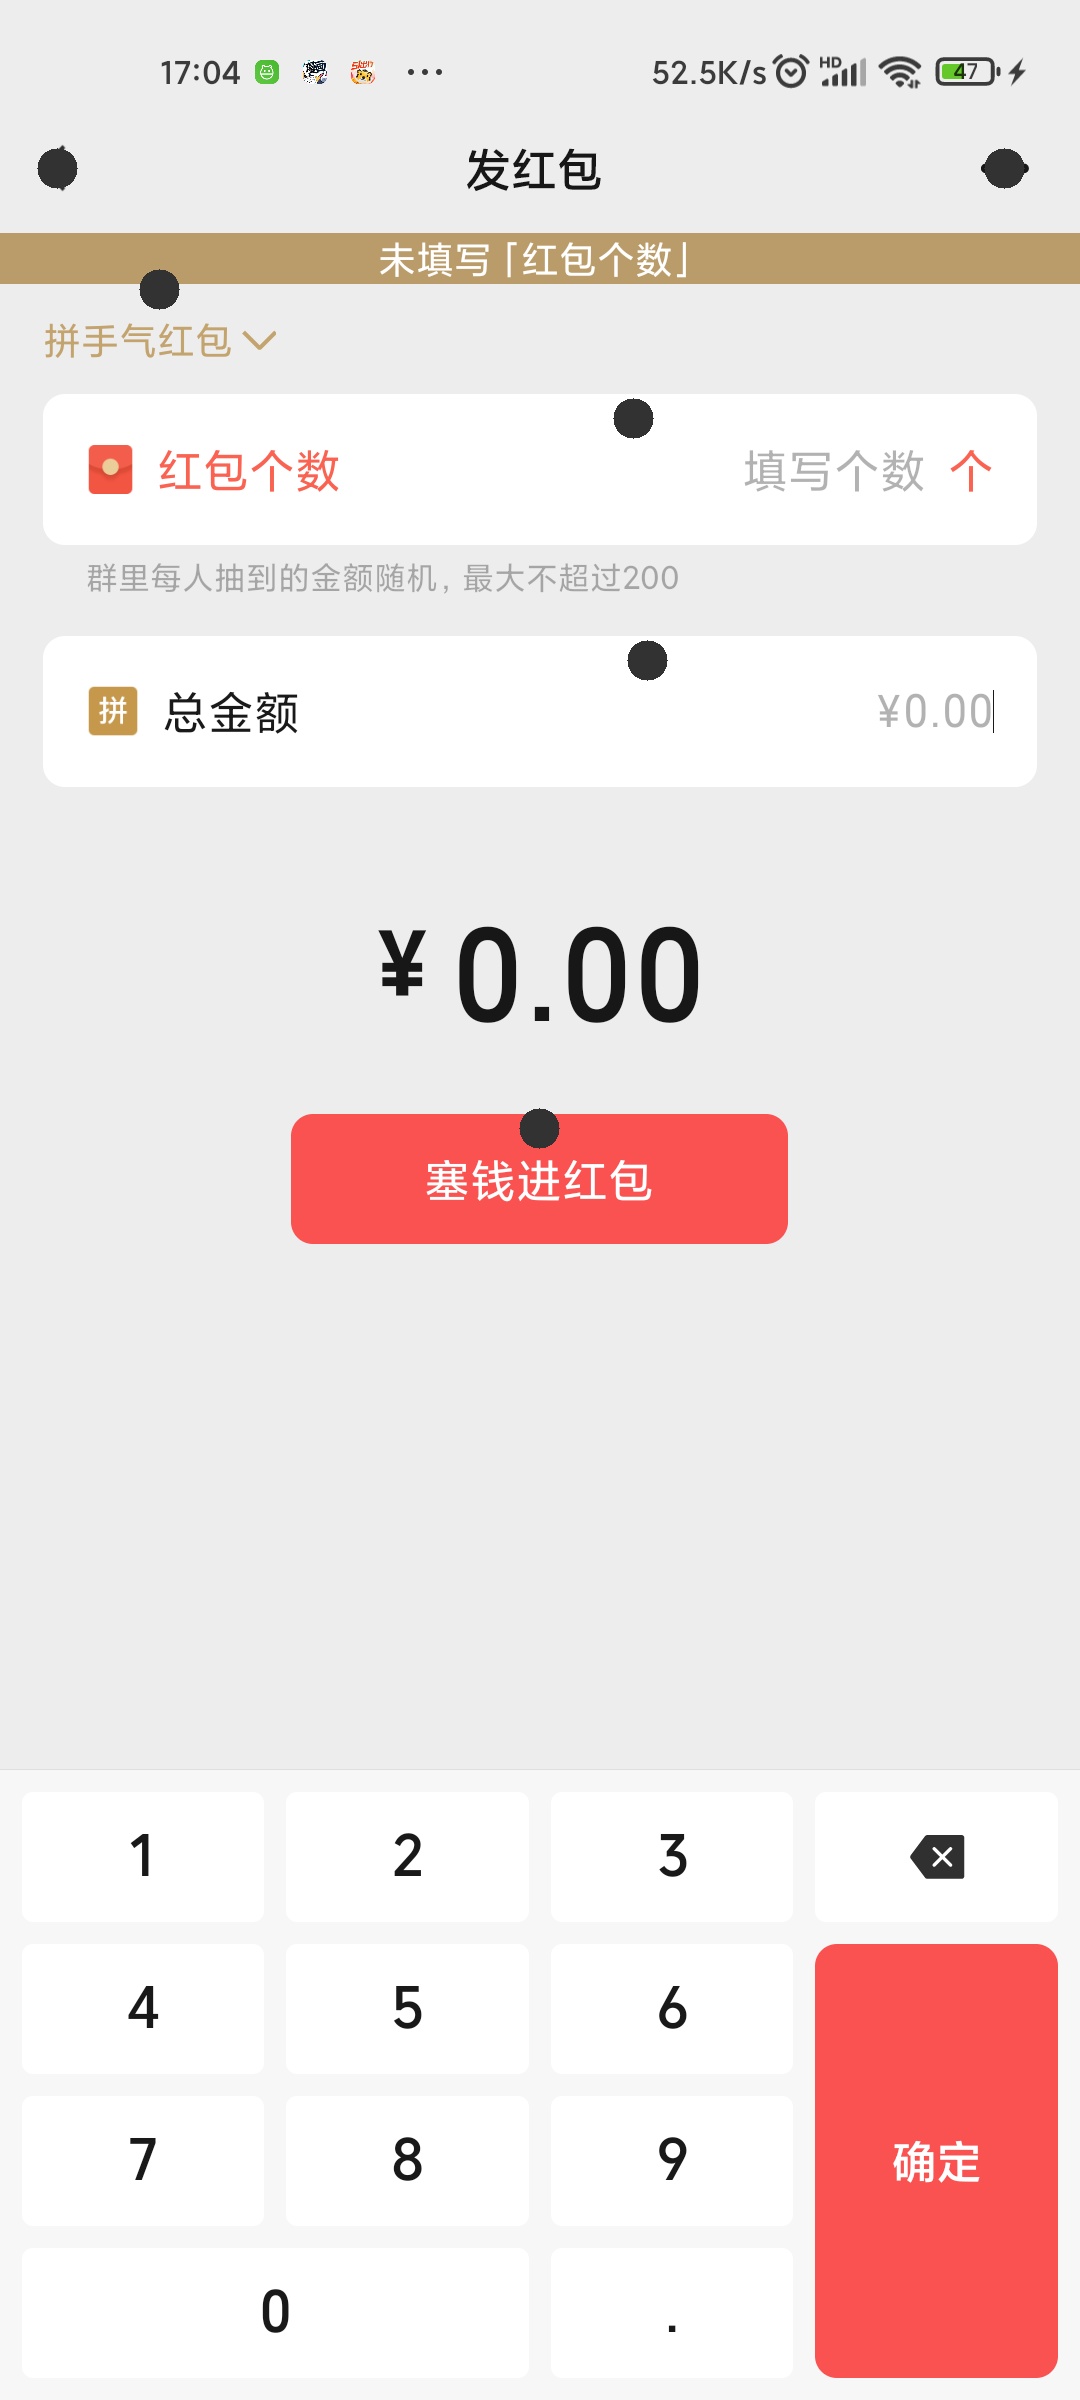 17:04 52.5K/s HD 47
发红包
未填写「红包个数」
拼手气红包
红包个数 填写个数 个
群里每人抽到的金额随机，最大不超过200
拼 总金额 ¥0.00
¥ 0.00
塞钱进红包
1 2 3
4 5 6
7 8 9
确定
0 .